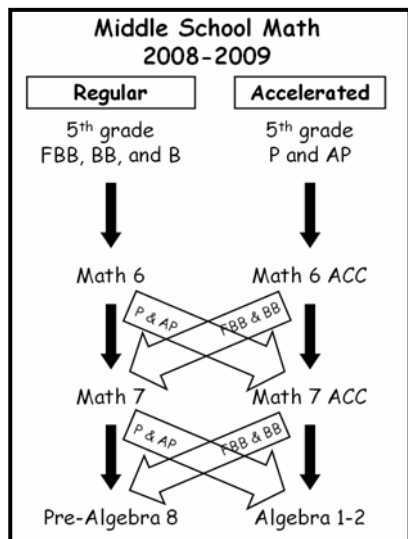 Middle School Math
2008-2009
Regular
Accelerated
5th grade
FBB, BB, and B
5th grade
P and AP
Math 6
Math 6 ACC
P & AP
FBB & BB
Math 7
Math 7 ACC
P & AP
FBB & BB
Pre-Algebra 8
Algebra 1-2